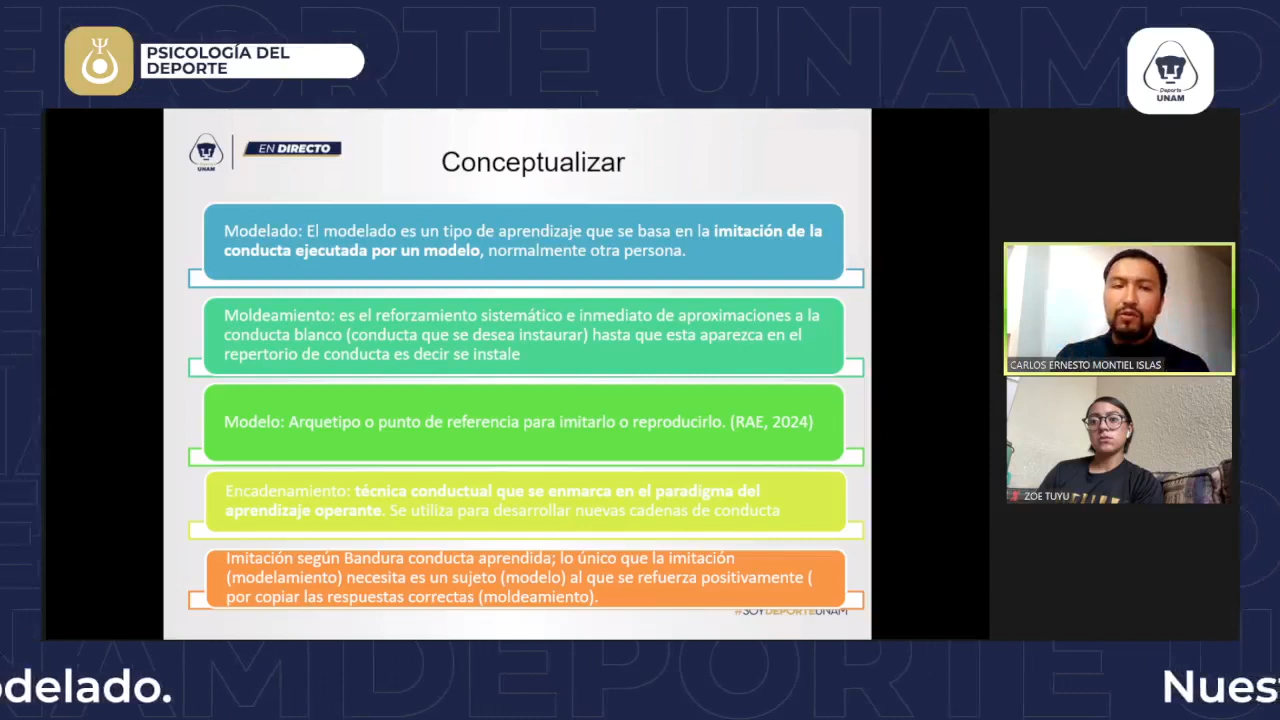 PSICOLOGÍA DEL
DEPORTE
Deporte
UNAM
UNAM
EN DIRECTO
Conceptualizar
Modelado: El modelado es un tipo de aprendizaje que se basa en la imitación de la
conducta ejecutada por un modelo, normalmente otra persona.
Moldeamiento: es el reforzamiento sistemático e inmediato de aproximaciones a la
conducta blanco (conducta que se desea instaurar) hasta que esta aparezca en el
repertorio de conducta es decir se instale
Modelo: Arquetipo o punto de referencia para imitarlo o reproducirlo. (RAE, 2024)
Encadenamiento: técnica conductual que se enmarca en el paradigma del
aprendizaje operante. Se utiliza para desarrollar nuevas cadenas de conducta
Imitación según Bandura conducta aprendida; lo único que la imitación
(modelamiento) necesita es un sujeto (modelo) al que se refuerza positivamente (
por copiar las respuestas correctas (moldeamiento).
#SOYDEPORTEUNAM
CARLOS ERNESTO MONTIEL ISLAS
ZOE TUYU
odelado.
Nuest
DEPORTE UNAM